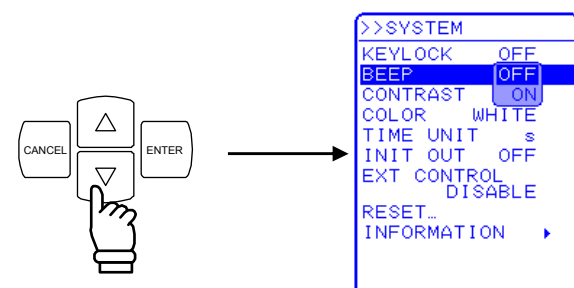 CANCEL
ENTER
>>SYSTEM
KEYLOCK OFF
BEEP OFF
CONTRAST ON
COLOR WHITE
TIME UNIT s
INIT OUT OFF
EXT CONTROL
DISABLE
RESET…
INFORMATION